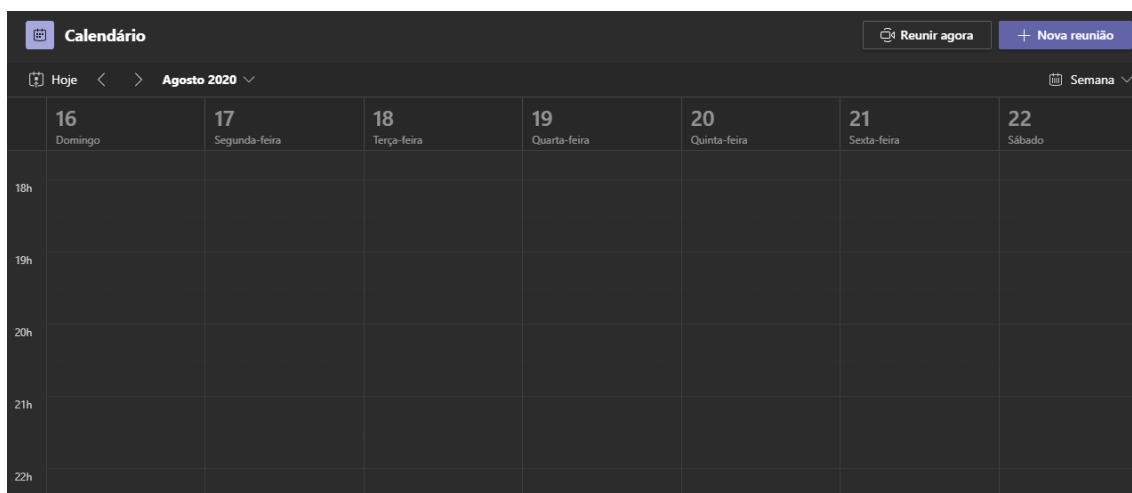 Calendário
Reunir agora
Nova reunião
Hoje
Agosto 2020
Semana
16 17 18 19 20 21 22
Domingo Segunda-feira Terça-feira Quarta-feira Quinta-feira Sexta-feira Sábado
18h
19h
20h
21h
22h